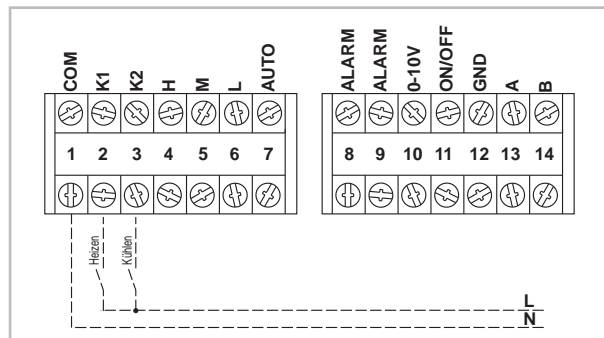 COM K1 K2 H M L AUTO ALARM ALARM 0-10V ON/OFF GND A B
1 2 3 4 5 6 7 8 9 10 11 12 13 14
Heizen Kühlen
L
N